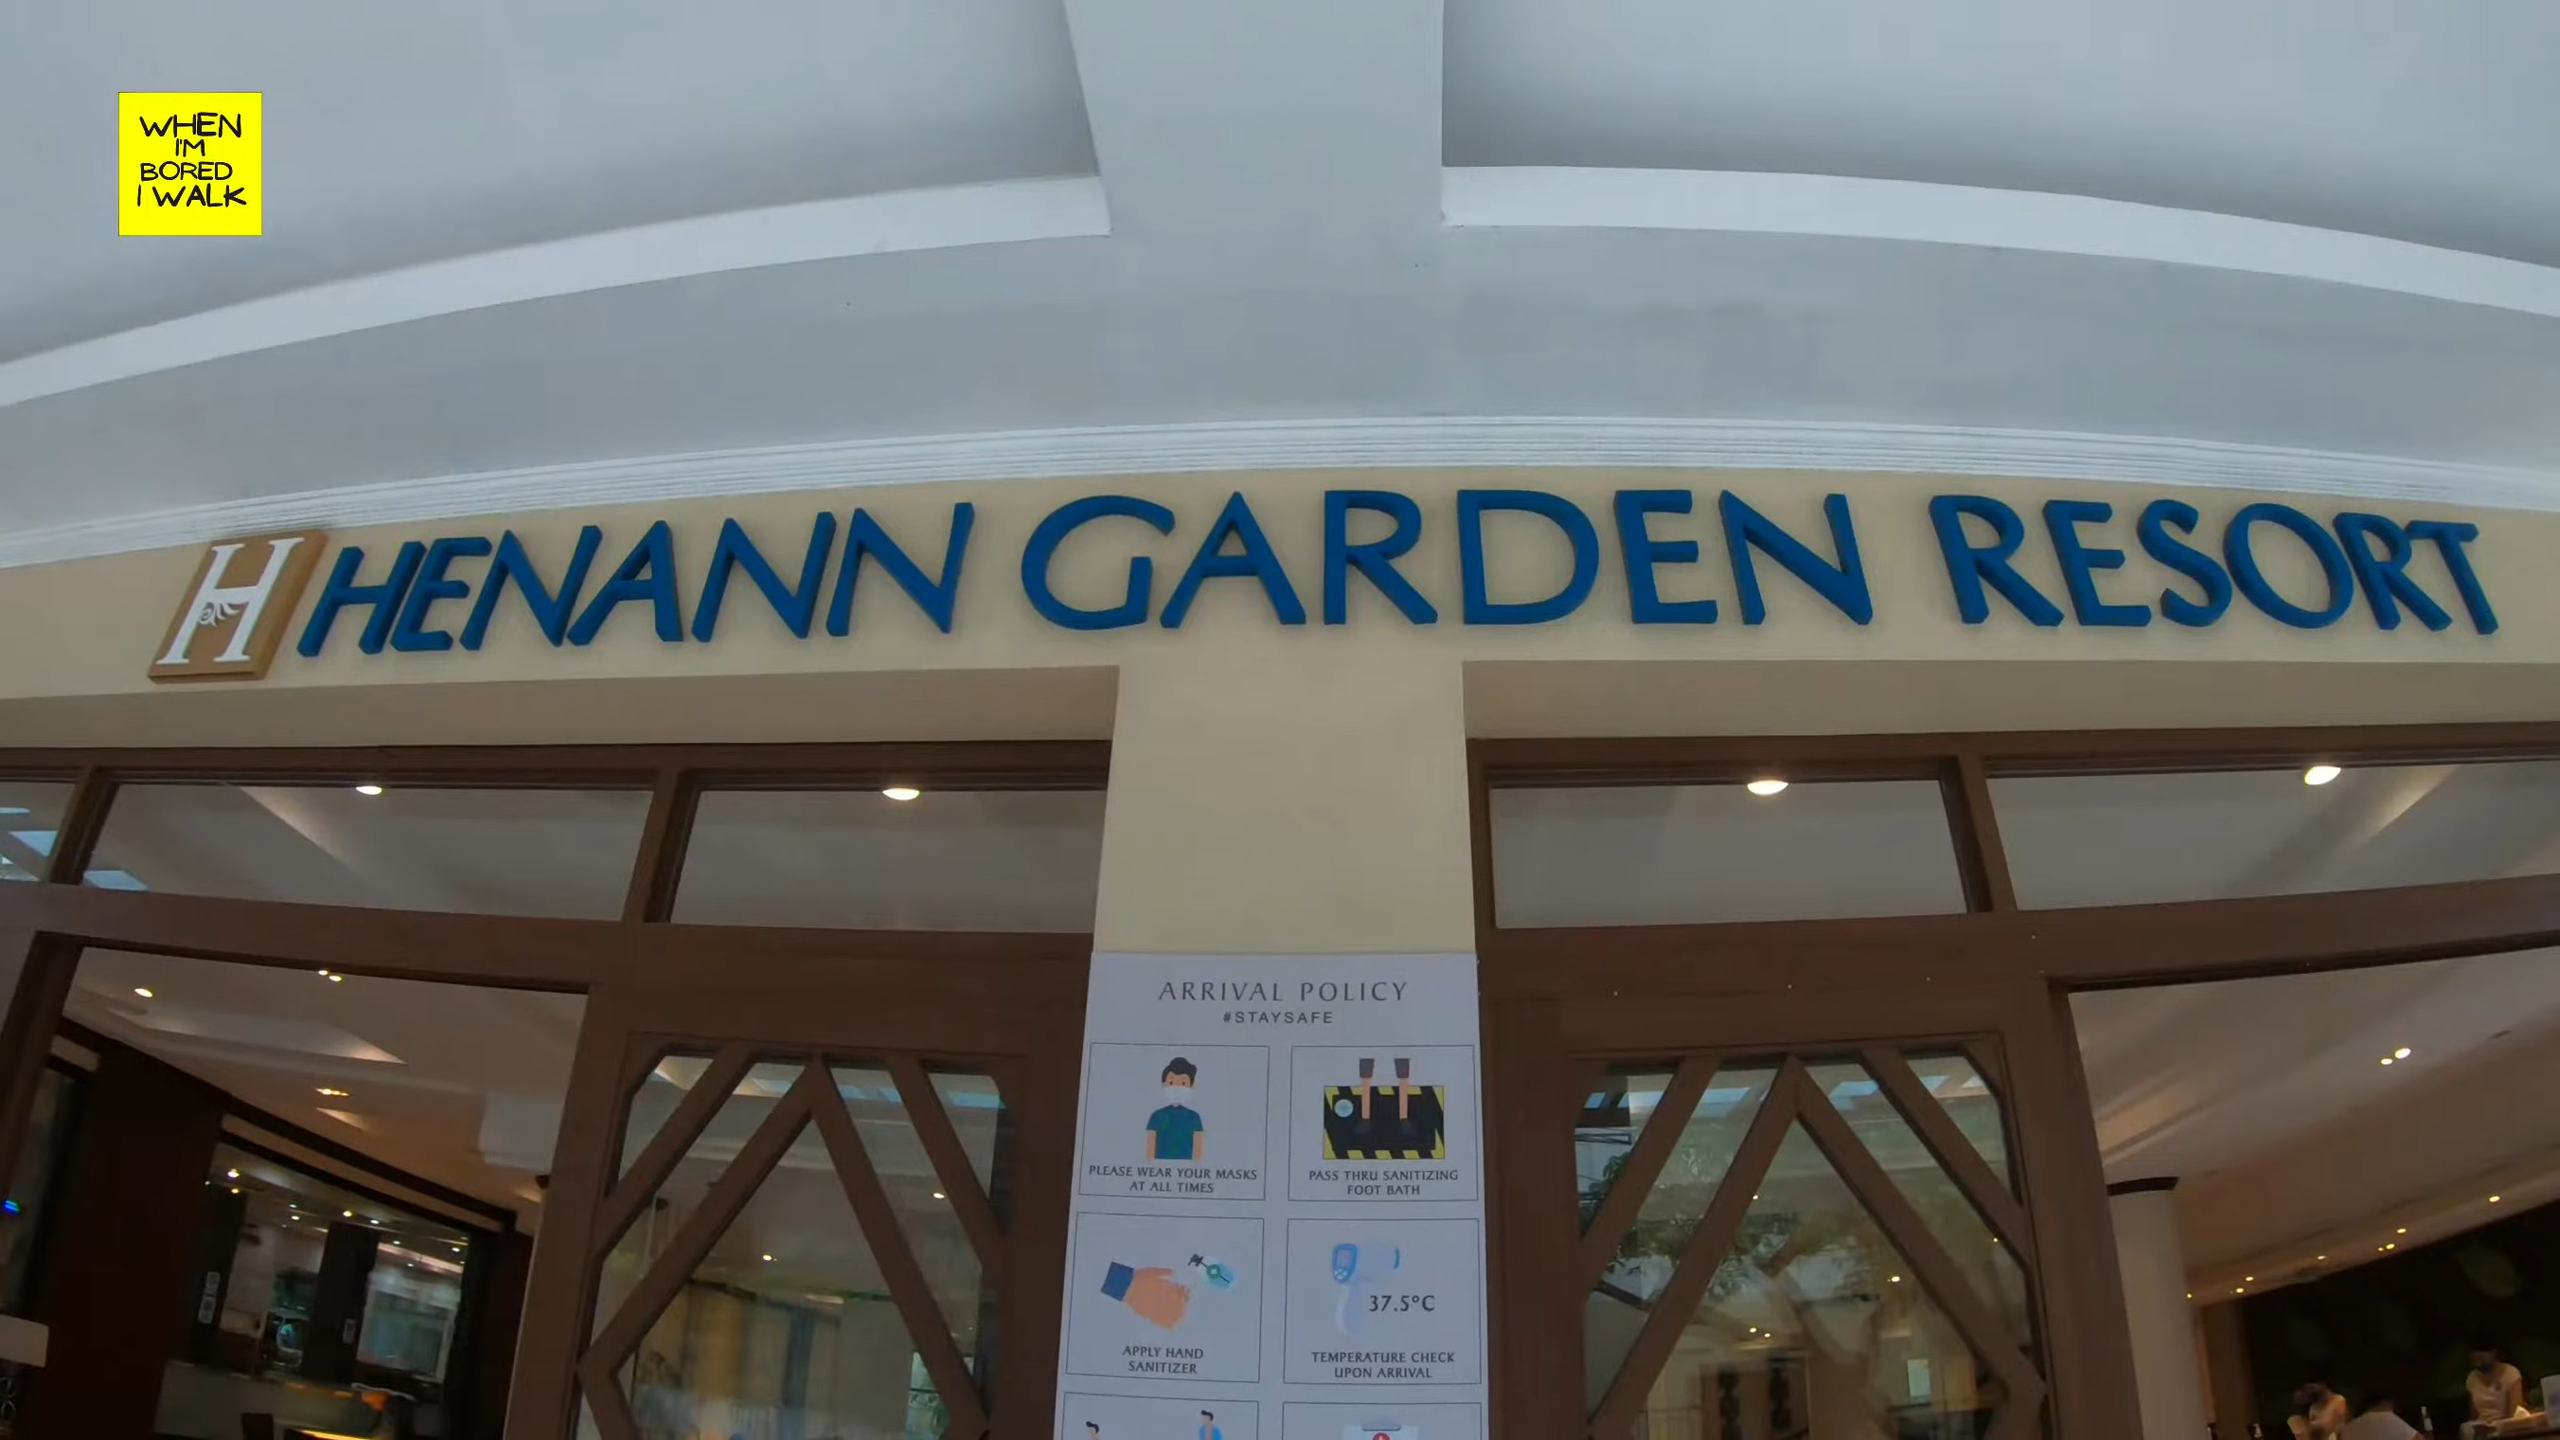 WHEN
I'M
BORED
I WALK
H HENANN GARDEN RESORT
ARRIVAL POLICY
#STAYSAFE
PLEASE WEAR YOUR MASKS
AT ALL TIMES
PASS THRU SANITIZING
FOOT BATH
37.5°C
APPLY HAND
SANITIZER
TEMPERATURE CHECK
UPON ARRIVAL